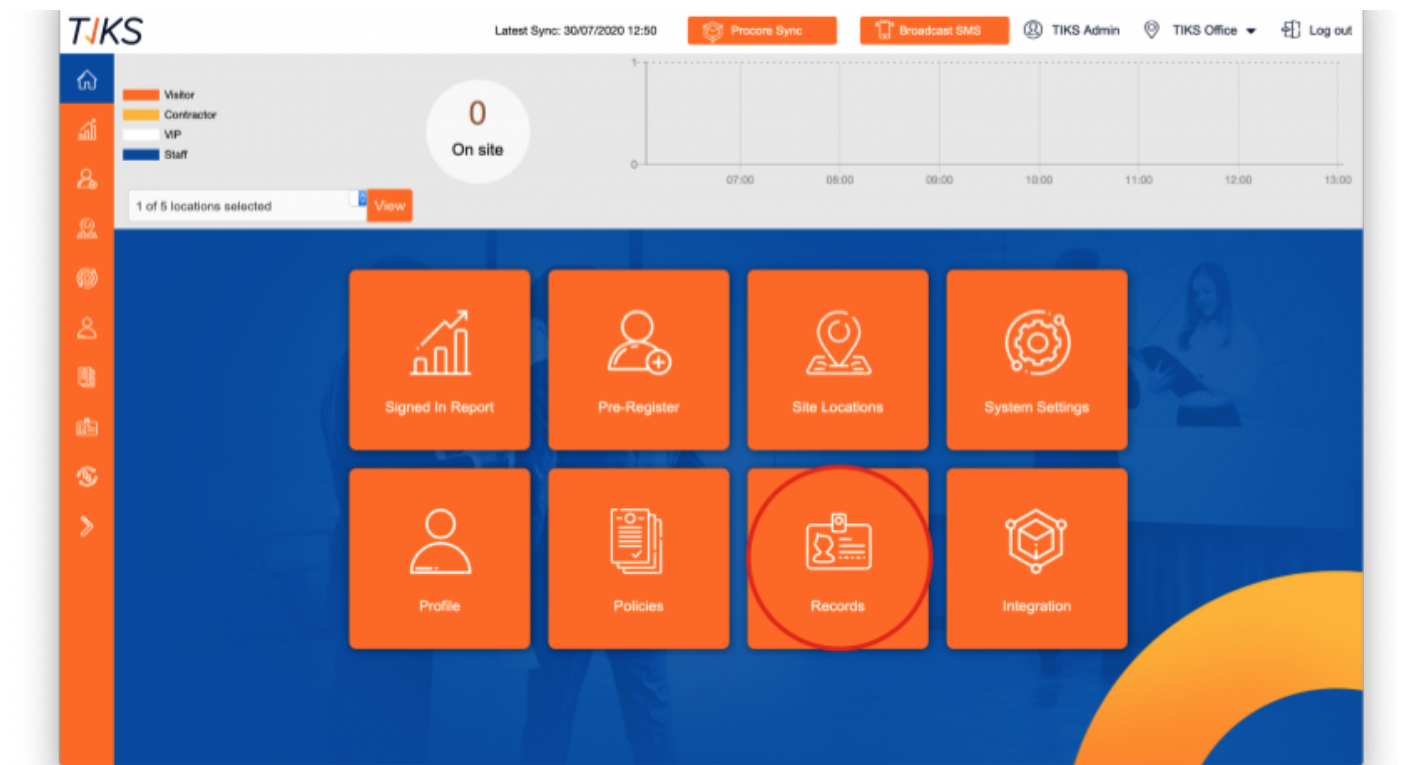 TIKS
Latest Sync: 30/07/2020 12:50
Procore Sync
Broadcast SMS
TIKS Admin
TIKS Office
Log out
Visitor
Contractor
VIP
Staff
0
On site
1
0
07:00 08:00 09:00 10:00 11:00 12:00 13:00
1 of 5 locations selected
View
Signed In Report
Pre-Register
Site Locations
System Settings
Profile
Policies
Records
Integration